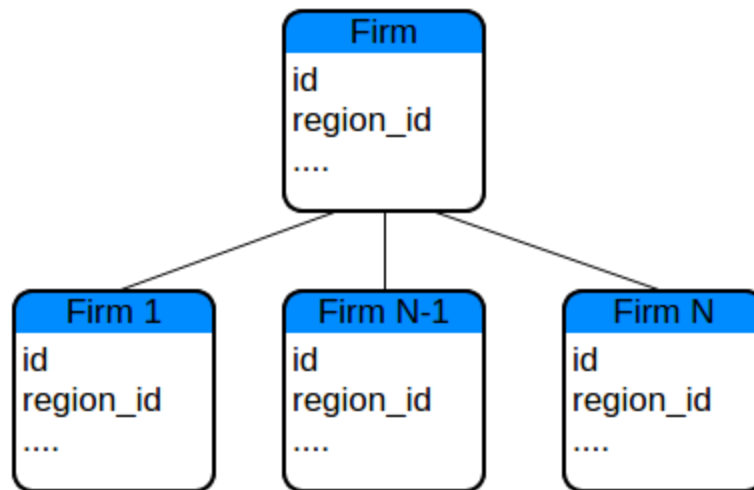 Firm
id
region_id
....
Firm 1
id
region_id
....
Firm N-1
id
region_id
....
Firm N
id
region_id
....